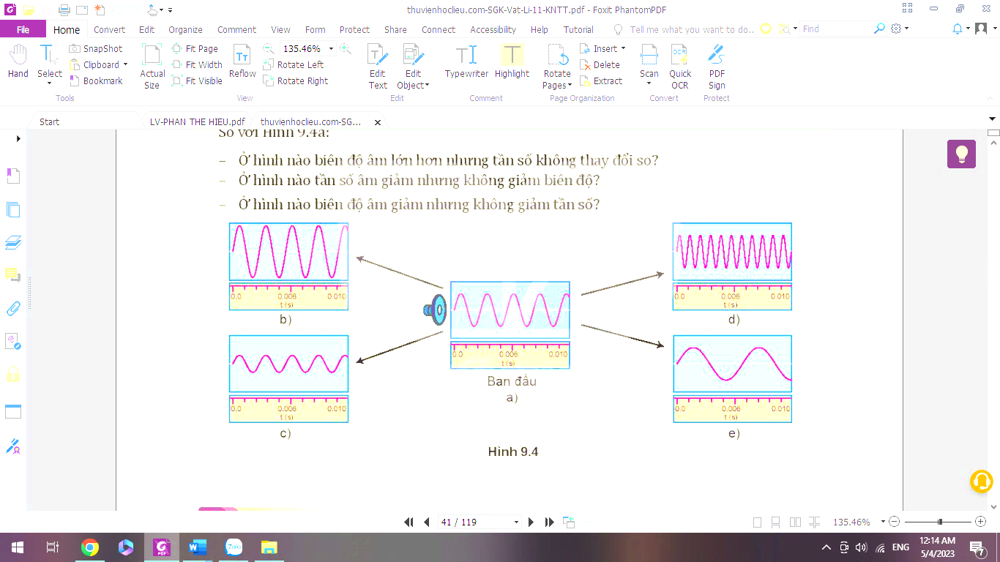 thuvienhoclieu.com-SGK-Vat-Li-11-KNTT.pdf - Foxit PhantomPDF
File Home Convert Edit Organize Comment View Form Protect Share Connect Accessibility Help Tutorial Tell me what you want to do.. Find
Hand Select SnapShot Clipboard Bookmark Actual Size Fit Page Fit Width Fit Visible Reflow 135.46% Rotate Left Rotate Right Edit Text Edit Object Typewriter Highlight Rotate Pages Insert Delete Extract Scan Quick OCR PDF Sign
Tools View Edit Comment Page Organization Convert Protect
Start LV-PHAN THE HIEU.pdf thuvienhoclieu.com-SG...
So với Hình 9.4a:
– Ở hình nào biên độ âm lớn hơn nhưng tần số không thay đổi so?
– Ở hình nào tần số âm giảm nhưng không giảm biên độ?
– Ở hình nào biên độ âm giảm nhưng không giảm tần số?
0.0 0.006 0.010
t (s)
b)
0.0 0.006 0.010
t (s)
d)
0.0 0.006 0.010
t (s)
Ban đầu
a)
0.0 0.006 0.010
t (s)
c)
0.0 0.006 0.010
t (s)
e)
Hình 9.4
41 / 119
135.46%
PDF
Zalo
ENG
12:14 AM
5/4/2023
7